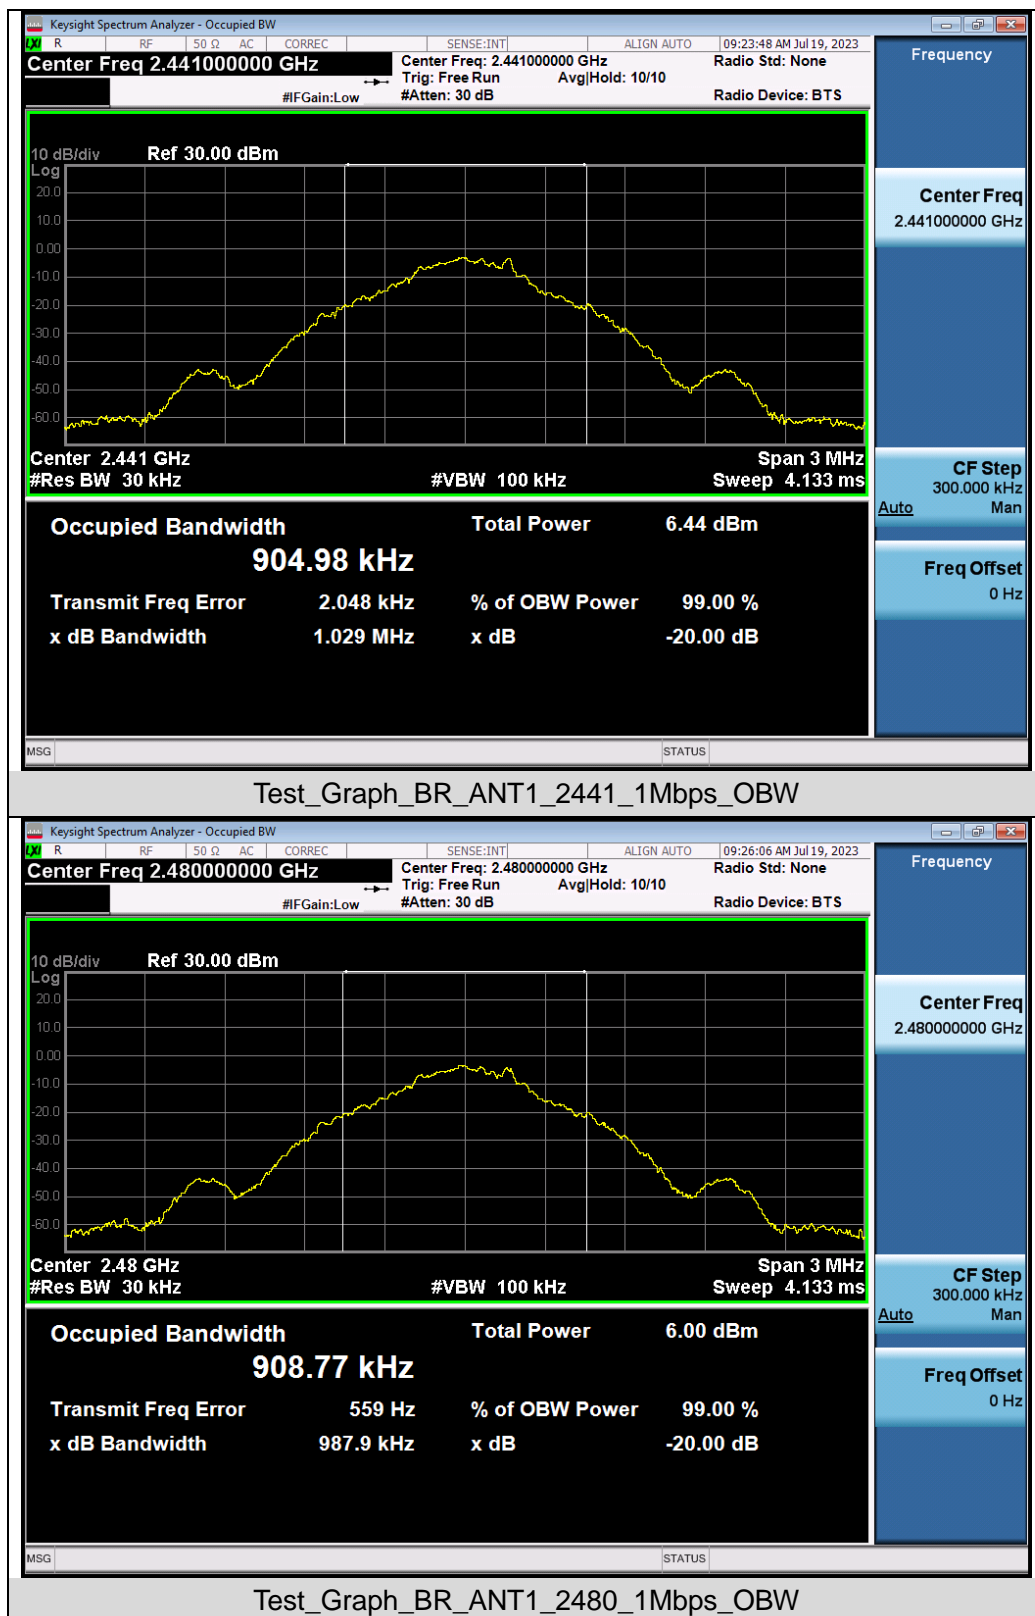 Keysight Spectrum Analyzer - Occupied BW
LXI R RF 50 Ω AC CORREC SENSE:INT ALIGN AUTO 09:23:48 AM Jul 19, 2023
Center Freq 2.441000000 GHz Center Freq: 2.441000000 GHz Radio Std: None
Trig: Free Run Avg|Hold: 10/10
#IFGain:Low #Atten: 30 dB Radio Device: BTS
Frequency
10 dB/div Ref 30.00 dBm
Log
20.0
10.0
0.00
-10.0
-20.0
-30.0
-40.0
-50.0
-60.0
Center 2.441 GHz Span 3 MHz
#Res BW 30 kHz #VBW 100 kHz Sweep 4.133 ms
Center Freq
2.441000000 GHz
CF Step
300.000 kHz
Auto Man
Freq Offset
0 Hz
Occupied Bandwidth Total Power 6.44 dBm
904.98 kHz
Transmit Freq Error 2.048 kHz % of OBW Power 99.00 %
x dB Bandwidth 1.029 MHz x dB -20.00 dB
MSG STATUS
Test_Graph_BR_ANT1_2441_1Mbps_OBW
Keysight Spectrum Analyzer - Occupied BW
LXI R RF 50 Ω AC CORREC SENSE:INT ALIGN AUTO 09:26:06 AM Jul 19, 2023
Center Freq 2.480000000 GHz Center Freq: 2.480000000 GHz Radio Std: None
Trig: Free Run Avg|Hold: 10/10
#IFGain:Low #Atten: 30 dB Radio Device: BTS
Frequency
10 dB/div Ref 30.00 dBm
Log
20.0
10.0
0.00
-10.0
-20.0
-30.0
-40.0
-50.0
-60.0
Center 2.48 GHz Span 3 MHz
#Res BW 30 kHz #VBW 100 kHz Sweep 4.133 ms
Center Freq
2.480000000 GHz
CF Step
300.000 kHz
Auto Man
Freq Offset
0 Hz
Occupied Bandwidth Total Power 6.00 dBm
908.77 kHz
Transmit Freq Error 559 Hz % of OBW Power 99.00 %
x dB Bandwidth 987.9 kHz x dB -20.00 dB
MSG STATUS
Test_Graph_BR_ANT1_2480_1Mbps_OBW